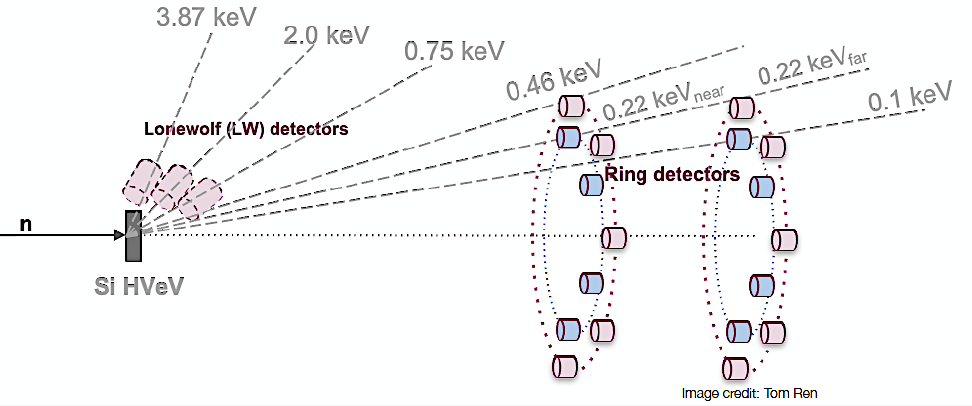 3.87 keV
2.0 keV
0.75 keV
0.46 keV
0.22 keVnear
0.22 keVfar
0.1 keV
Lonewolf (LW) detectors
Ring detectors
n
Si HVeV
Image credit: Tom Ren